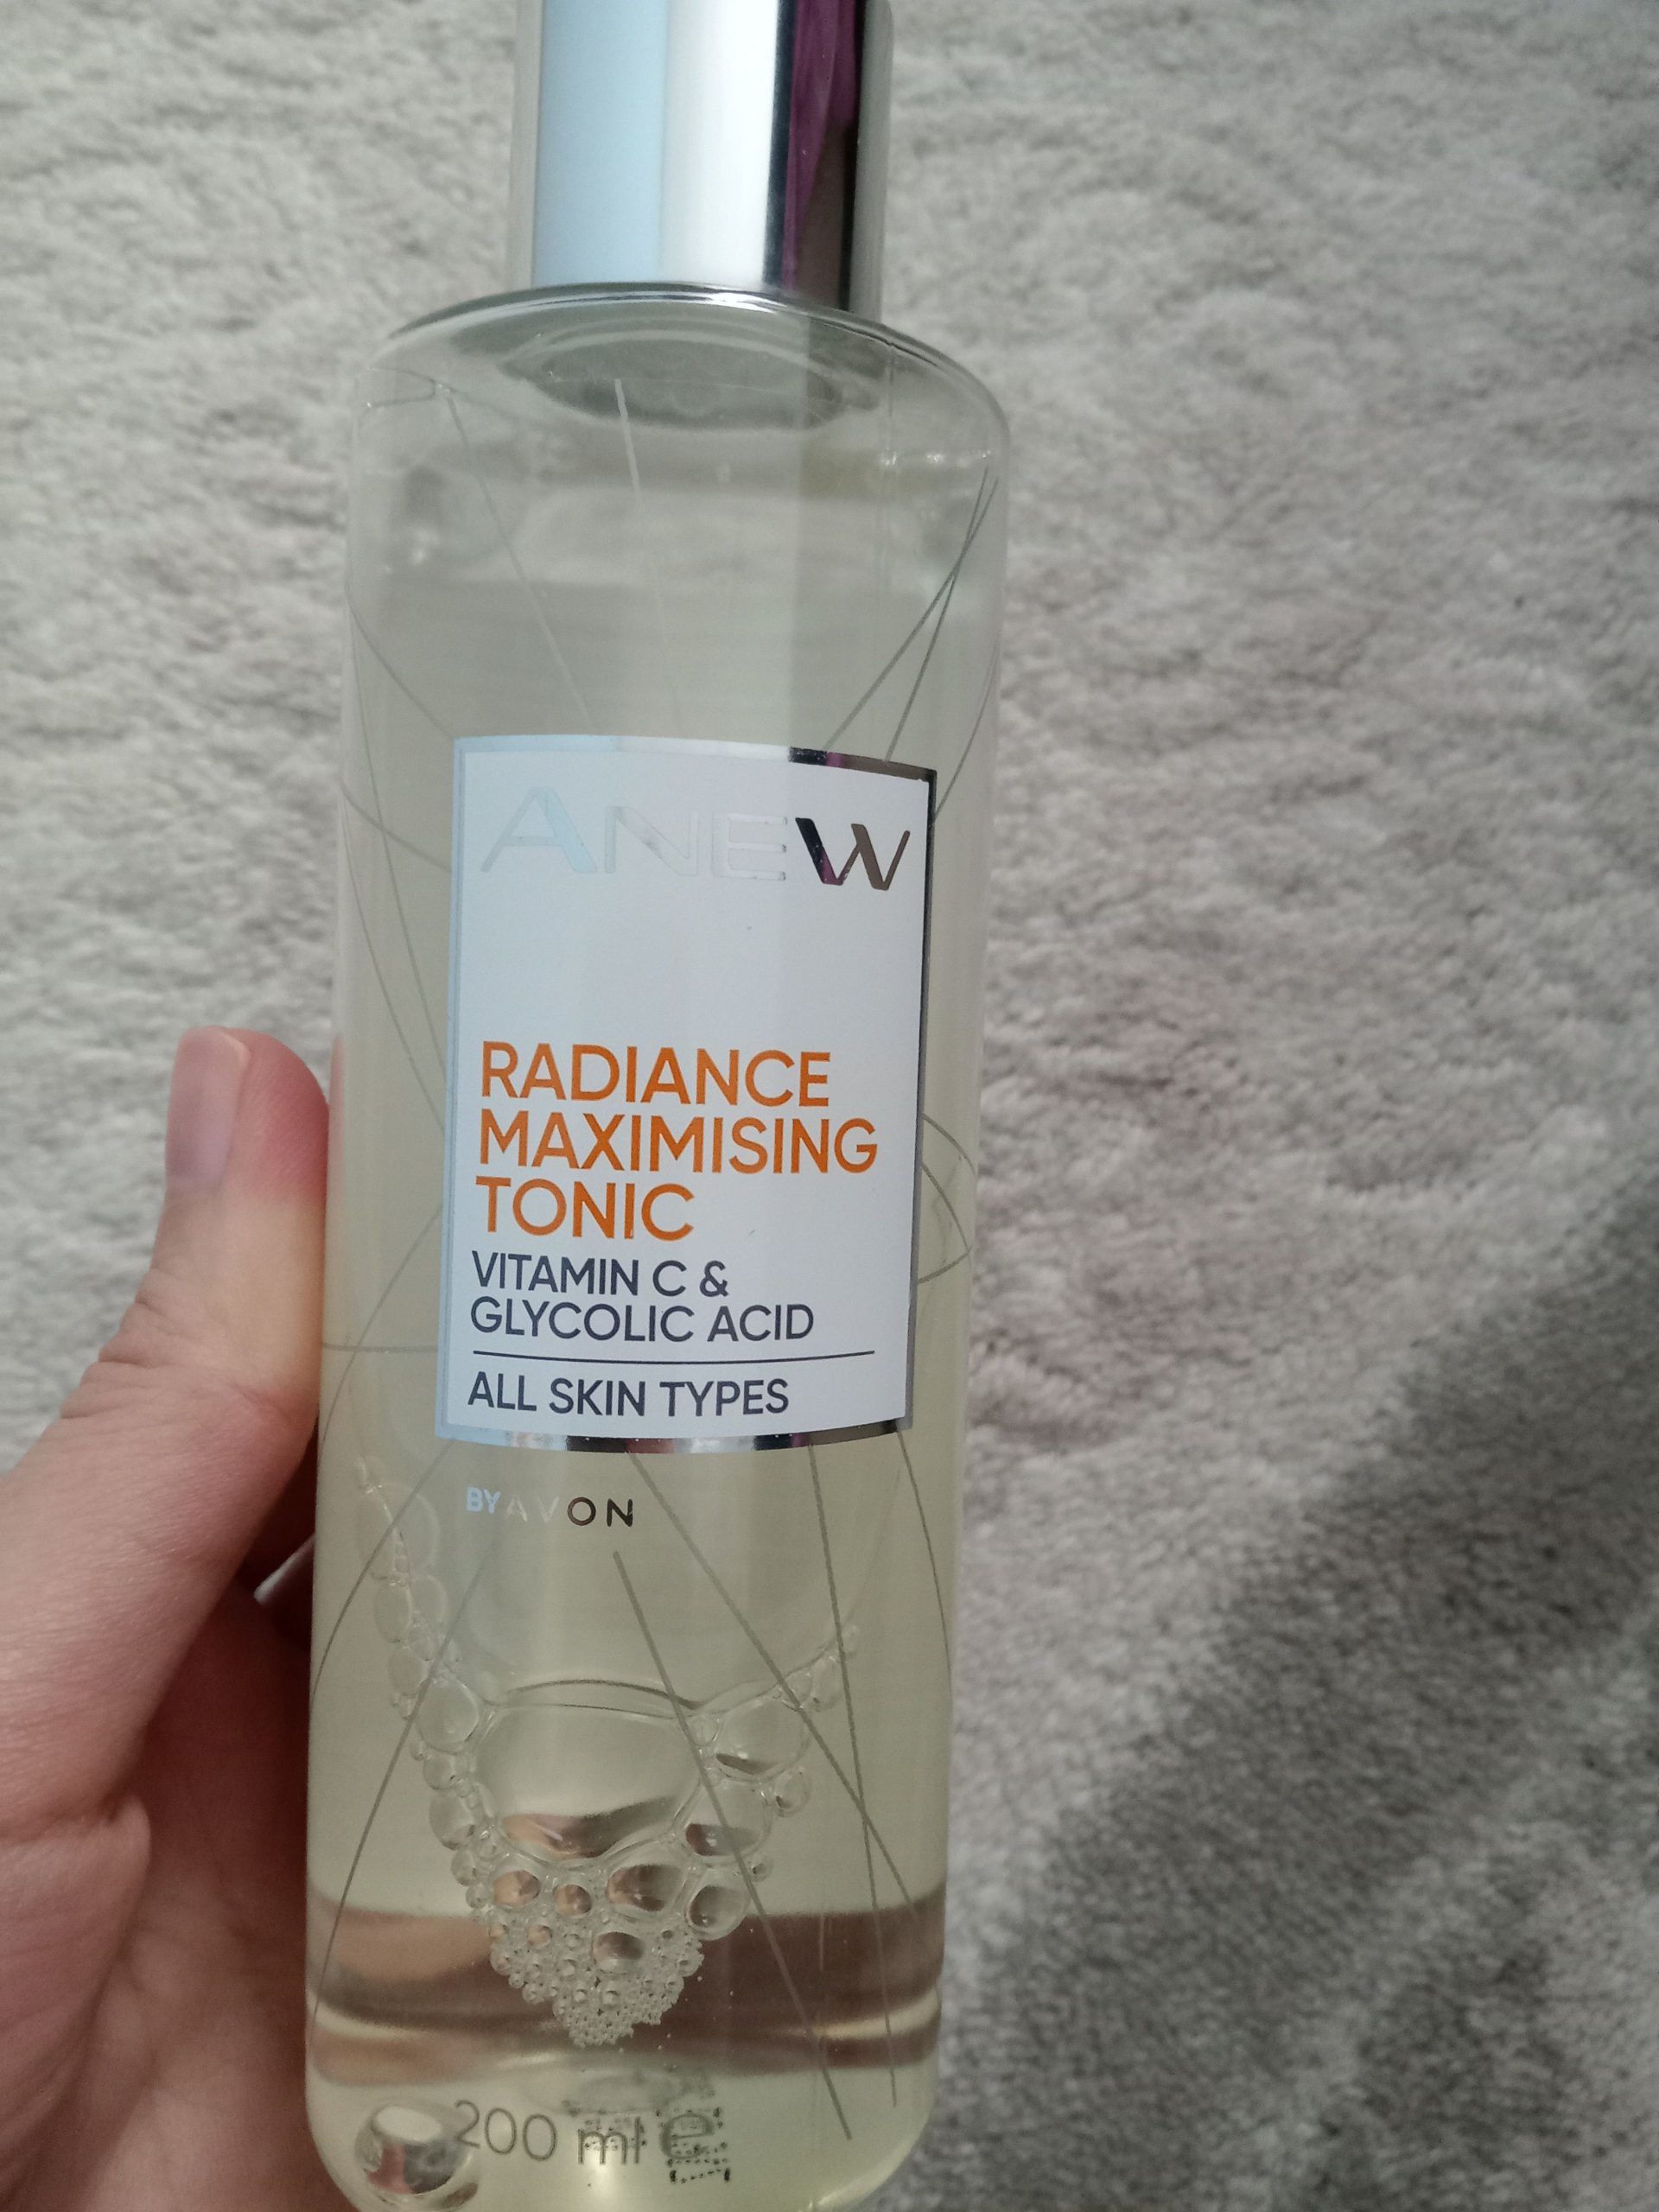 ANEW
RADIANCE
MAXIMISING
TONIC
VITAMIN C &
GLYCOLIC ACID
ALL SKIN TYPES
BY AVON
200 ml e